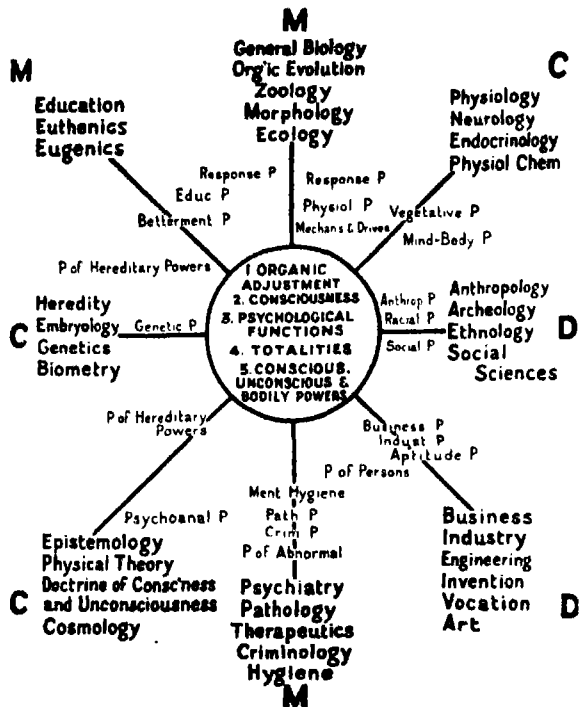 M
General Biology
Org'ic Evolution
Zoology
Morphology
Ecology
M
Education
Euthenics
Eugenics
C
Physiology
Neurology
Endocrinology
Physiol Chem
Response P
Educ P
Betterment P
P of Hereditary Powers
Response P
Physiol P
Mechans & Drives
Vegetative P
Mind-Body P
1 ORGANIC
ADJUSTMENT
2. CONSCIOUSNESS
3. PSYCHOLOGICAL
FUNCTIONS
4. TOTALITIES
5. CONSCIOUS,
UNCONSCIOUS &
BODILY POWERS
C
Heredity
Embryology
Genetics
Biometry
Genetic P
Anthrop P
Racial P
Social P
Anthropology
Archeology
Ethnology
Social
Sciences
D
P of Hereditary
Powers
Psychoanal P
C
Epistemology
Physical Theory
Doctrine of Consc'ness
and Unconsciousness
Cosmology
Ment Hygiene
Path P
Crim P
P of Abnormal
Psychiatry
Pathology
Therapeutics
Criminology
Hygiene
M
Business P
Indust P
Aptitude P
P of Persons
Business
Industry
Engineering
Invention
Vocation
Art
D